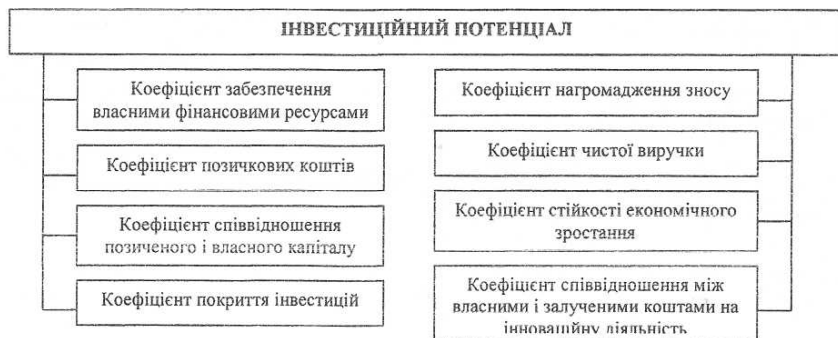 ІНВЕСТИЦІЙНИЙ ПОТЕНЦІАЛ
Коефіцієнт забезпечення
власними фінансовими ресурсами
Коефіцієнт позичкових коштів
Коефіцієнт співвідношення
позиченого і власного капіталу
Коефіцієнт покриття інвестицій
Коефіцієнт нагромадження зносу
Коефіцієнт чистої виручки
Коефіцієнт стійкості економічного
зростання
Коефіцієнт співвідношення між
власними і залученими коштами на
інноваційну діяльність